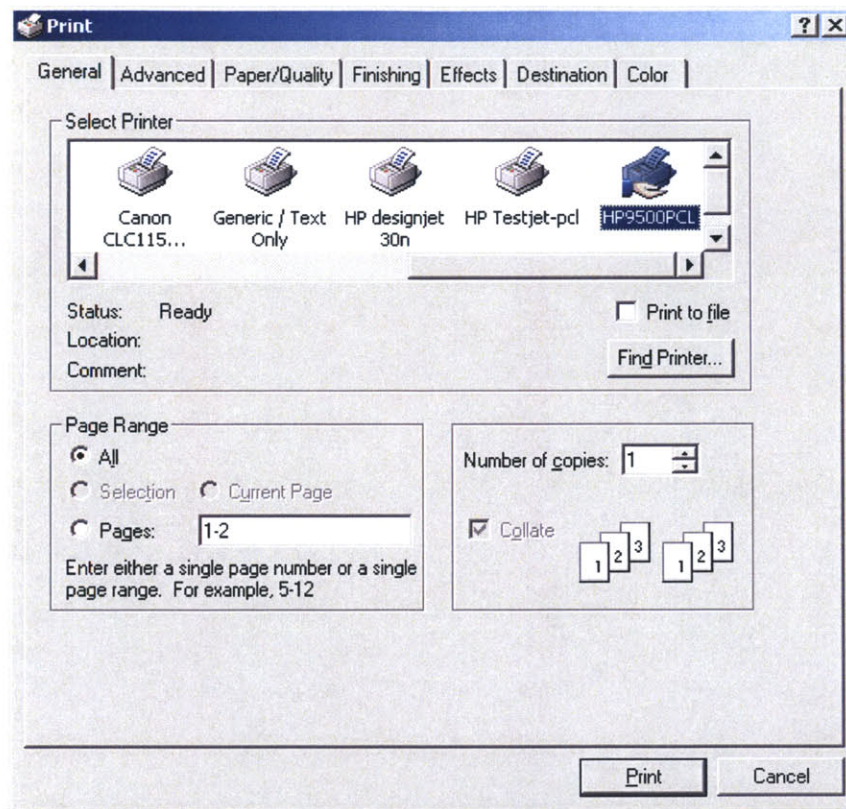 Print
General Advanced Paper/Quality Finishing Effects Destination Color
Select Printer
Canon CLC115...
Generic / Text Only
HP designjet 30n
HP Testjet-pcl
HP9500PCL
Status: Ready
Print to file
Location:
Comment:
Find Printer...
Page Range
All
Selection Current Page
Pages: 1-2
Enter either a single page number or a single
page range. For example, 5-12
Number of copies: 1
Collate
1 2 3 1 2 3
Print Cancel